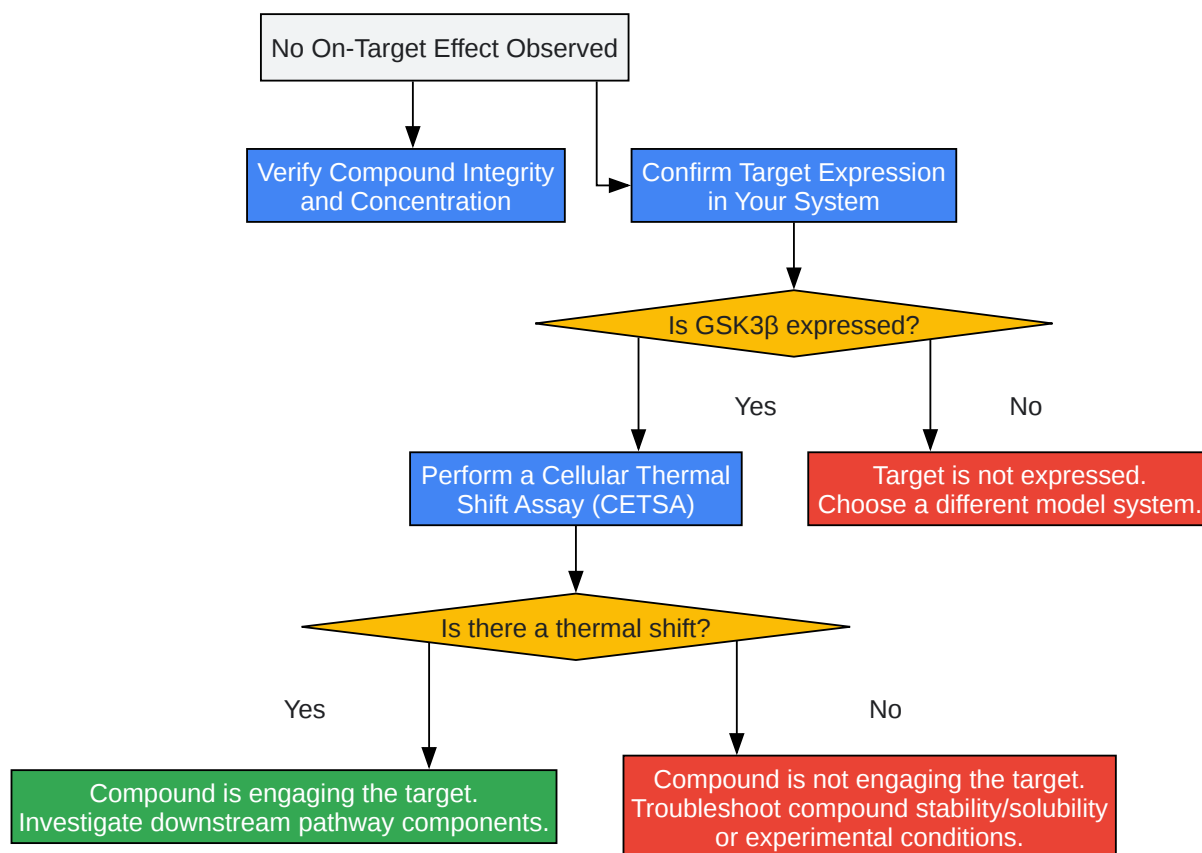 No On-Target Effect Observed
Verify Compound Integrity
and Concentration
Confirm Target Expression
in Your System
Is GSK3β expressed?
Yes
No
Perform a Cellular Thermal
Shift Assay (CETSA)
Target is not expressed.
Choose a different model system.
Is there a thermal shift?
Yes
No
Compound is engaging the target.
Investigate downstream pathway components.
Compound is not engaging the target.
Troubleshoot compound stability/solubility
or experimental conditions.